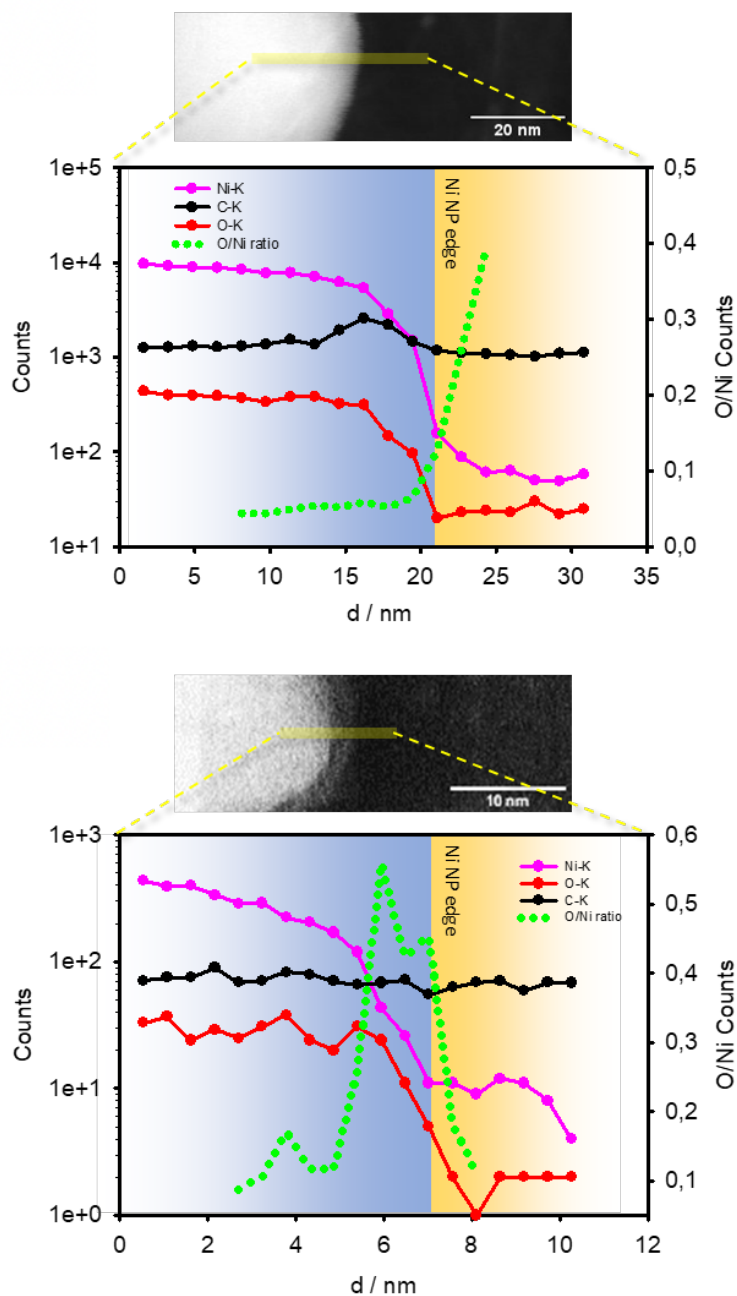 20 nm
1e+5
1e+4
1e+3
1e+2
1e+1
Counts
Ni-K
C-K
O-K
O/Ni ratio
Ni NP edge
0,5
0,4
0,3
0,2
0,1
0,0
O/Ni Counts
0 5 10 15 20 25 30 35
d / nm
10 nm
1e+3
1e+2
1e+1
1e+0
Counts
Ni NP edge
Ni-K
O-K
C-K
O/Ni ratio
0,6
0,5
0,4
0,3
0,2
0,1
O/Ni Counts
0 2 4 6 8 10 12
d / nm